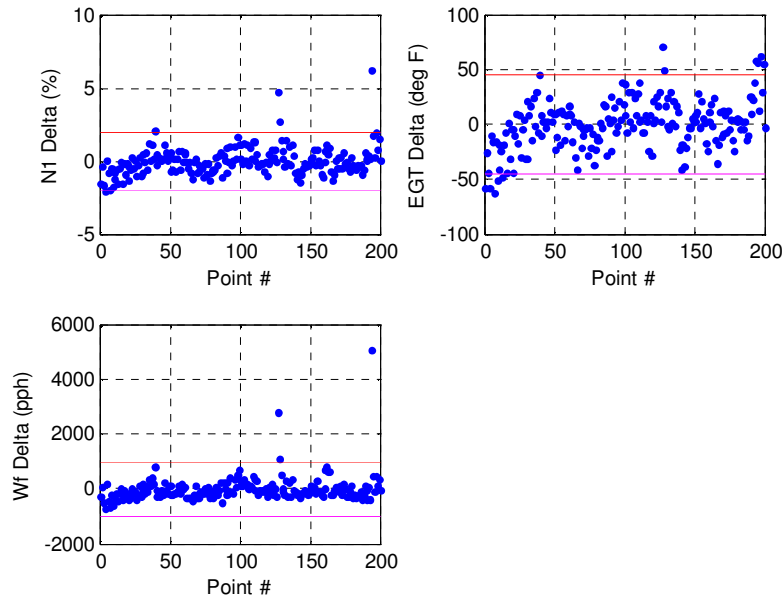 10
5
0
-5
N1 Delta (%)
0 50 100 150 200
Point #
100
50
0
-50
-100
EGT Delta (deg F)
0 50 100 150 200
Point #
6000
4000
2000
0
-2000
Wf Delta (pph)
0 50 100 150 200
Point #